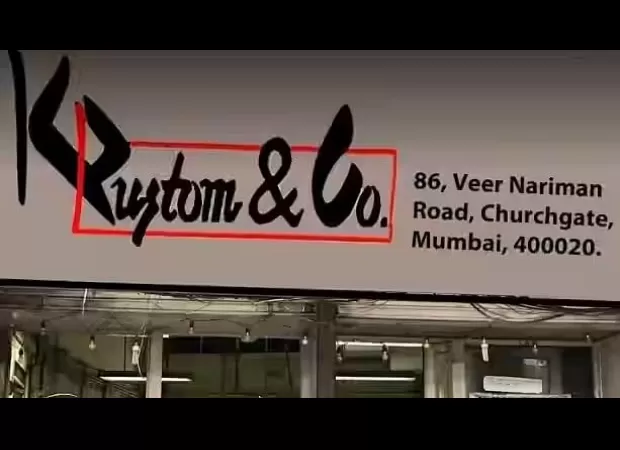 K Rustom & Co.
86, Veer Nariman
Road, Churchgate,
Mumbai, 400020.